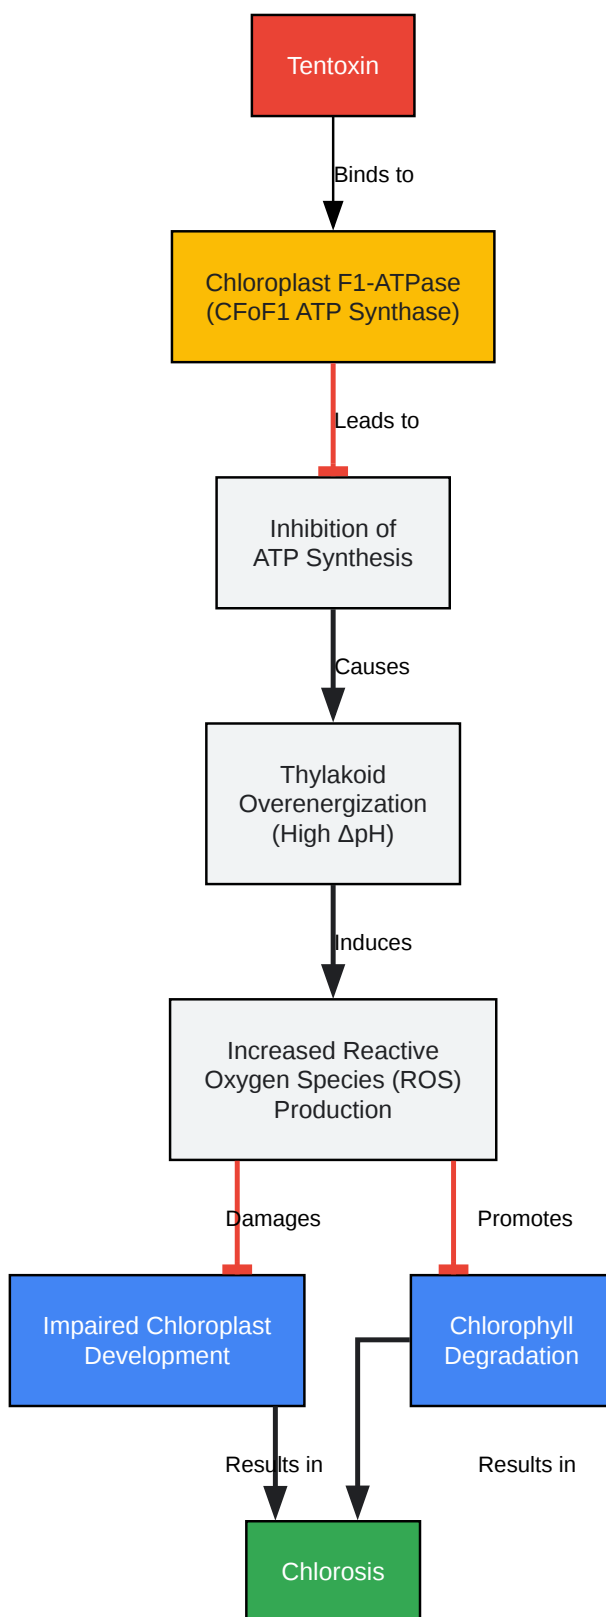 Tentoxin
Binds to
Chloroplast F1-ATPase
(CFoF1 ATP Synthase)
Leads to
Inhibition of
ATP Synthesis
Causes
Thylakoid
Overenergization
(High ΔpH)
Induces
Increased Reactive
Oxygen Species (ROS)
Production
Damages
Promotes
Impaired Chloroplast
Development
Chlorophyll
Degradation
Results in
Results in
Chlorosis